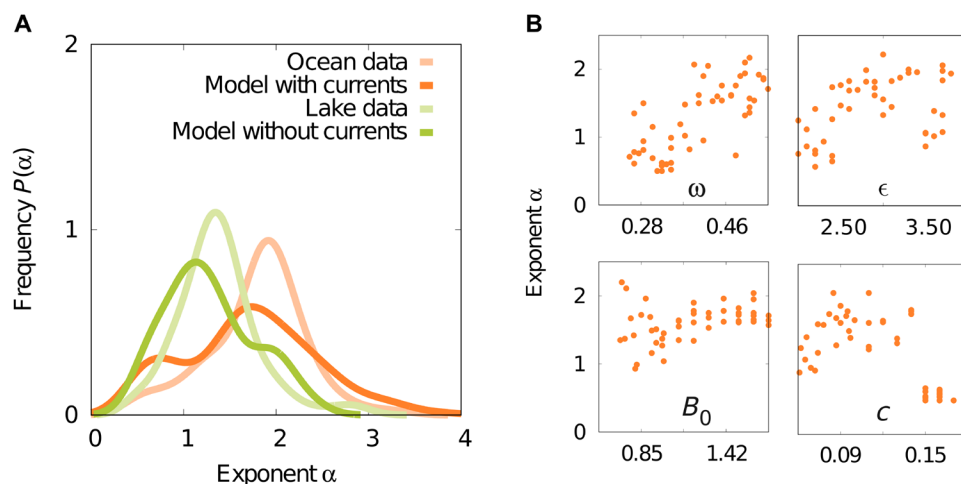 A
2
1
0
0
1
2
3
4
Frequency P(α)
Exponent α
Ocean data
Model with currents
Lake data
Model without currents
B
Exponent α
2
1
0
ω
0.28
0.46
ϵ
2.50
3.50
2
1
0
B0
0.85
1.42
c
0.09
0.15